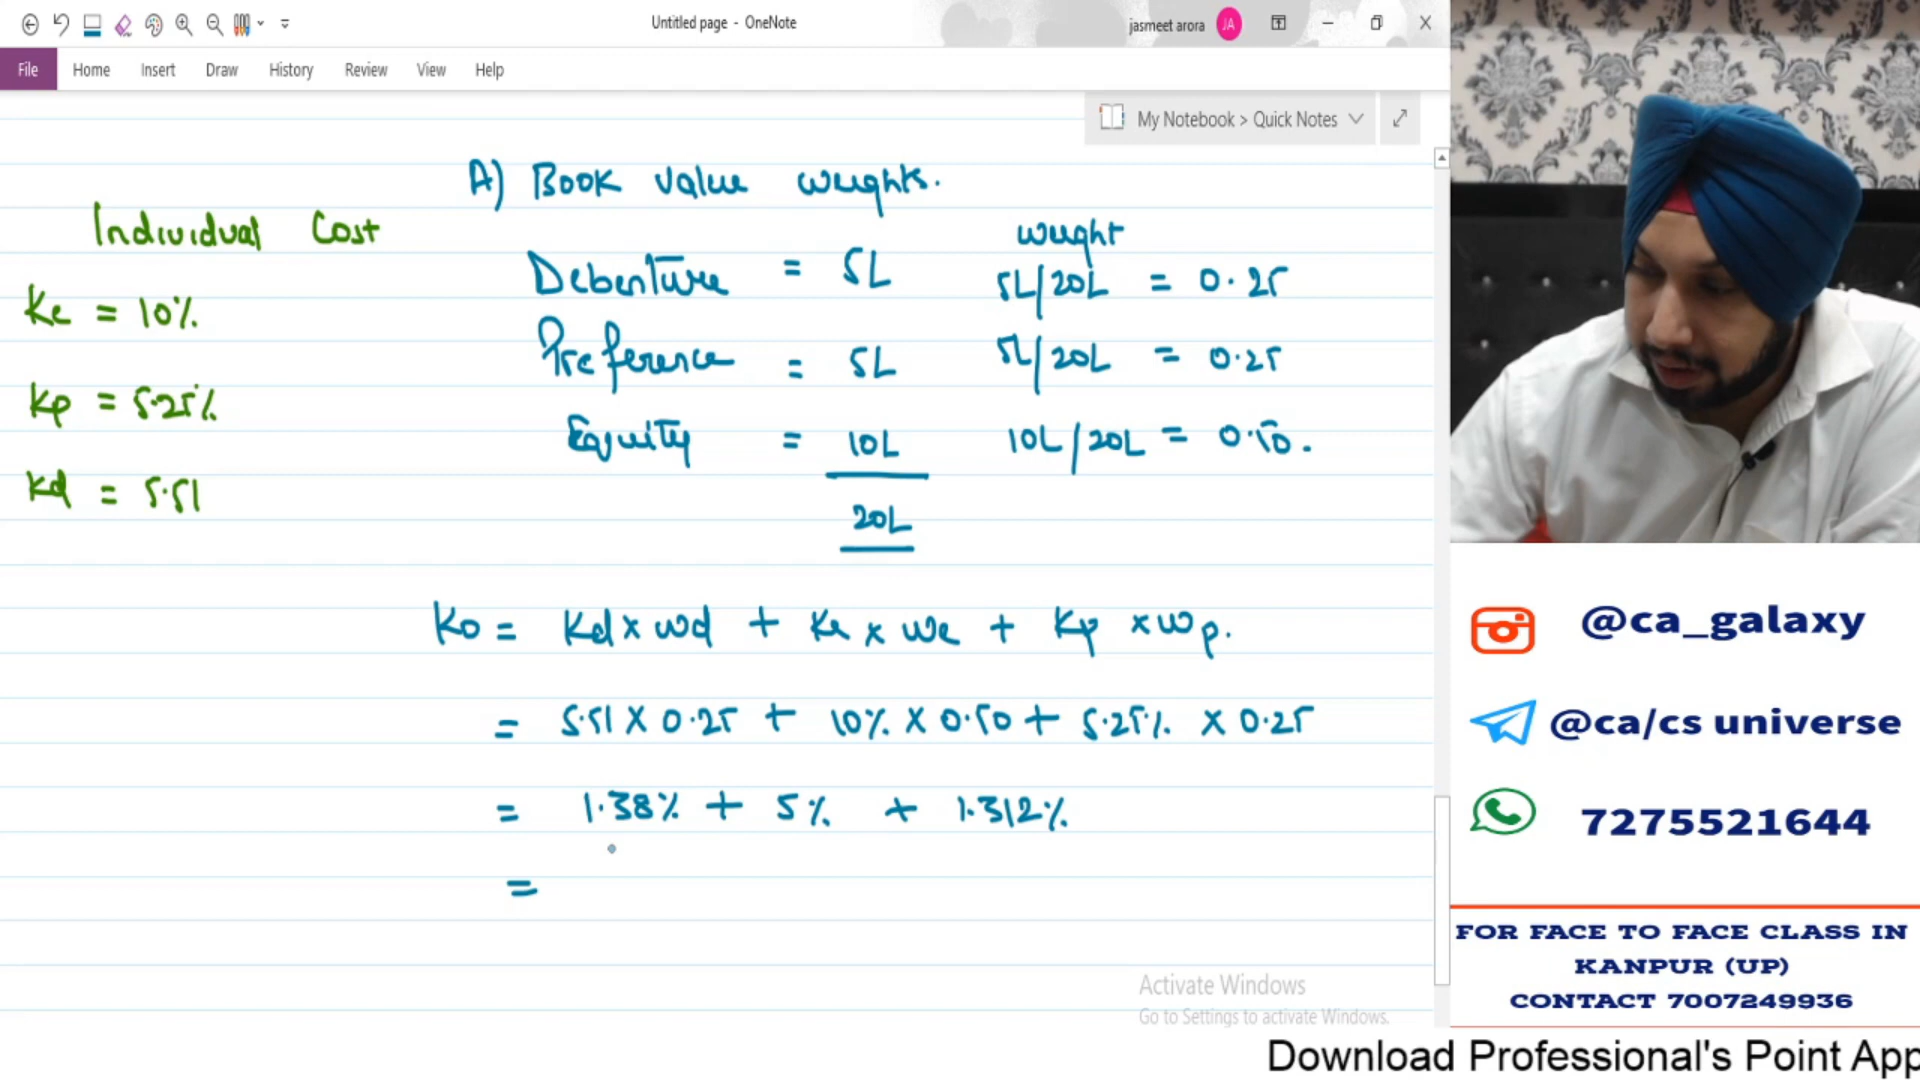 Untitled page - OneNote
jasmeet arora JA
File Home Insert Draw History Review View Help
My Notebook > Quick Notes
A) Book value weights.
Individual Cost
weight
Debenture = 5L 5L/20L = 0.25
Ke = 10%
Preference = 5L 5L/20L = 0.25
Kp = 5.25%
Equity = 10L 10L/20L = 0.50.
Kd = 5.51
20L
Ko = Kd x wd + Ke x we + Kp x wp.
= 5.51 x 0.25 + 10% x 0.50 + 5.25% x 0.25
= 1.38% + 5% + 1.312%
=
@ca_galaxy
@ca/cs universe
7275521644
FOR FACE TO FACE CLASS IN
KANPUR (UP)
CONTACT 7007249936
Activate Windows
Go to Settings to activate Windows.
Download Professional's Point App